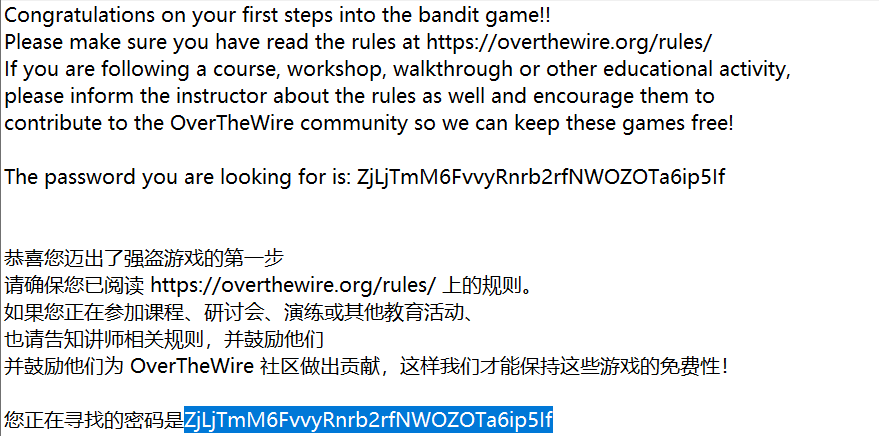 Congratulations on your first steps into the bandit game!!
Please make sure you have read the rules at https://overthewire.org/rules/
If you are following a course, workshop, walkthrough or other educational activity,
please inform the instructor about the rules as well and encourage them to
contribute to the OverTheWire community so we can keep these games free!
The password you are looking for is: ZjLjTmM6FvvyRnrb2rfNWOZOTa6ip5If
恭喜您迈出了强盗游戏的第一步
请确保您已阅读 https://overthewire.org/rules/ 上的规则。
如果您正在参加课程、研讨会、演练或其他教育活动、
也请告知讲师相关规则，并鼓励他们
并鼓励他们为 OverTheWire 社区做出贡献，这样我们才能保持这些游戏的免费性！
您正在寻找的密码是ZjLjTmM6FvvyRnrb2rfNWOZOTa6ip5If